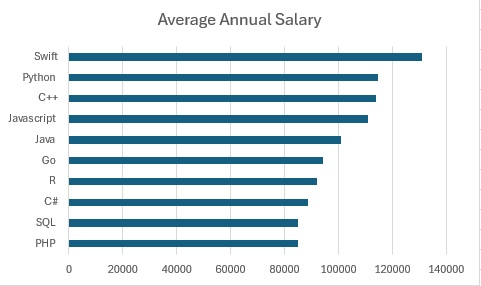 Average Annual Salary
Swift
Python
C++
Javascript
Java
Go
R
C#
SQL
PHP
0 20000 40000 60000 80000 100000 120000 140000